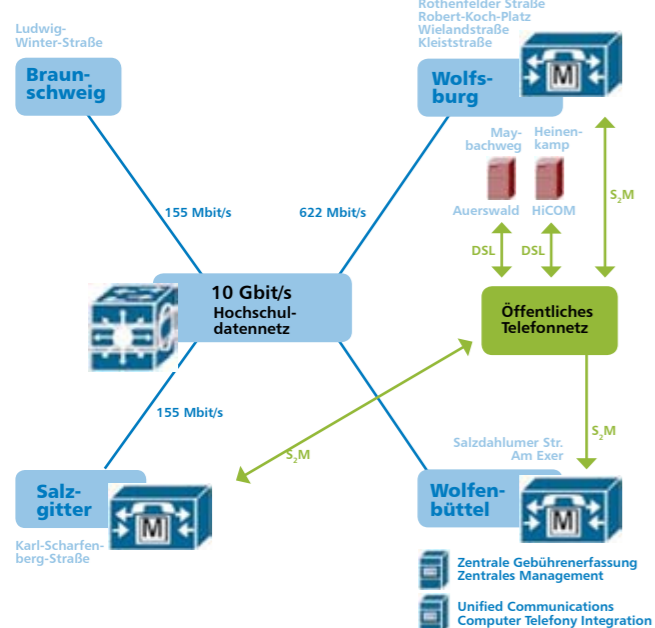 Ludwig-
Winter-Straße
Braun-
schweig
Rothenfelder Straße
Robert-Koch-Platz
Wielandstraße
Kleiststraße
Wolfs-
burg
M
May-
bachweg
Heinen-
kamp
Auerswald
HiCOM
S₂M
DSL
DSL
155 Mbit/s
622 Mbit/s
10 Gbit/s
Hochschul-
datennetz
Öffentliches
Telefonnetz
155 Mbit/s
S₂M
S₂M
Salzdahlumer Str.
Am Exer
Salz-
gitter
M
Karl-Scharfen-
berg-Straße
Wolfen-
büttel
M
Zentrale Gebührenerfassung
Zentrales Management
Unified Communications
Computer Telefony Integration